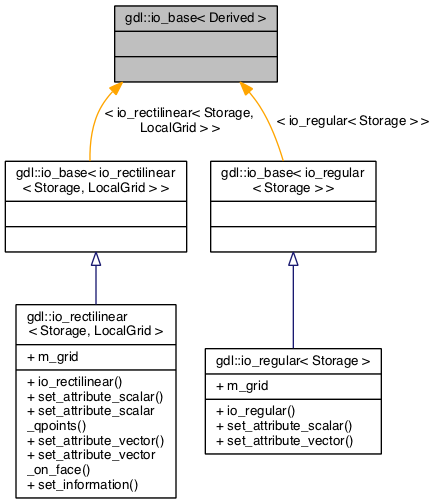 gdl::io_base< Derived >
< io_rectilinear< Storage,
LocalGrid > >
< io_regular< Storage > >
gdl::io_base< io_rectilinear
< Storage, LocalGrid > >
gdl::io_base< io_regular
< Storage > >
gdl::io_rectilinear
< Storage, LocalGrid >
+ m_grid
+ io_rectilinear()
+ set_attribute_scalar()
+ set_attribute_scalar
_qpoints()
+ set_attribute_vector()
+ set_attribute_vector
_on_face()
+ set_information()
gdl::io_regular< Storage >
+ m_grid
+ io_regular()
+ set_attribute_scalar()
+ set_attribute_vector()